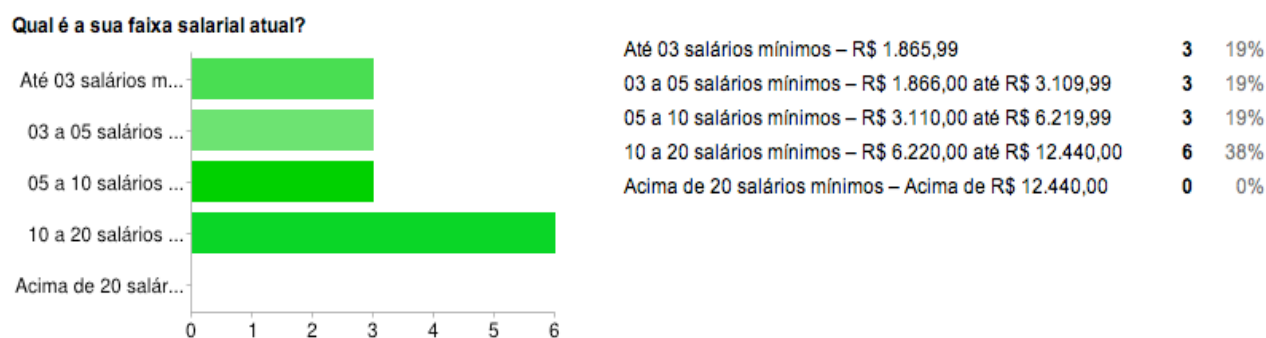 Qual é a sua faixa salarial atual?
Até 03 salários m...
03 a 05 salários ...
05 a 10 salários ...
10 a 20 salários ...
Acima de 20 salár...
0 1 2 3 4 5 6
Até 03 salários mínimos – R$ 1.865,99 3 19%
03 a 05 salários mínimos – R$ 1.866,00 até R$ 3.109,99 3 19%
05 a 10 salários mínimos – R$ 3.110,00 até R$ 6.219,99 3 19%
10 a 20 salários mínimos – R$ 6.220,00 até R$ 12.440,00 6 38%
Acima de 20 salários mínimos – Acima de R$ 12.440,00 0 0%